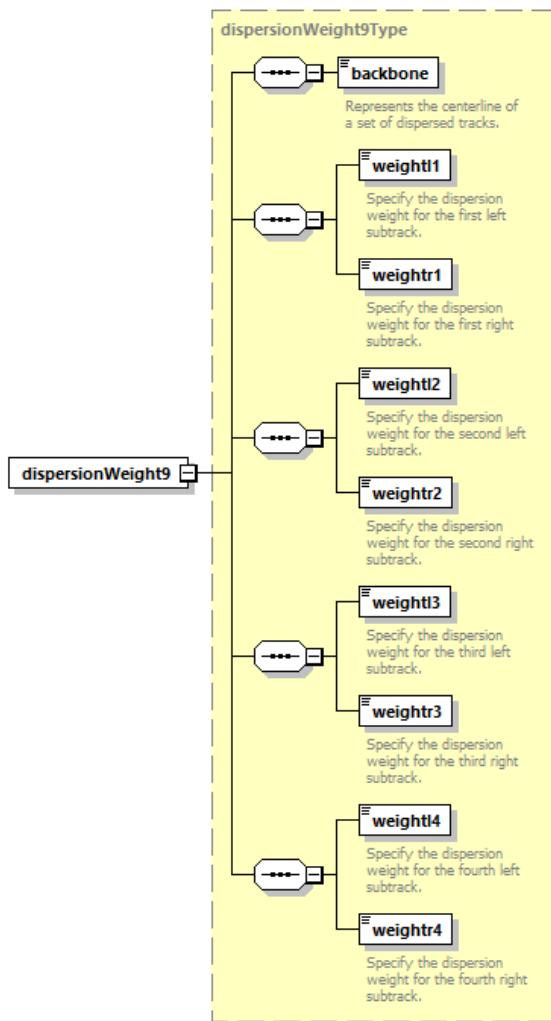 dispersionWeight9Type
backbone
Represents the centerline of
a set of dispersed tracks.
weightl1
Specify the dispersion
weight for the first left
subtrack.
weightr1
Specify the dispersion
weight for the first right
subtrack.
weightl2
Specify the dispersion
weight for the second left
subtrack.
dispersionWeight9
weightr2
Specify the dispersion
weight for the second right
subtrack.
weightl3
Specify the dispersion
weight for the third left
subtrack.
weightr3
Specify the dispersion
weight for the third right
subtrack.
weightl4
Specify the dispersion
weight for the fourth left
subtrack.
weightr4
Specify the dispersion
weight for the fourth right
subtrack.